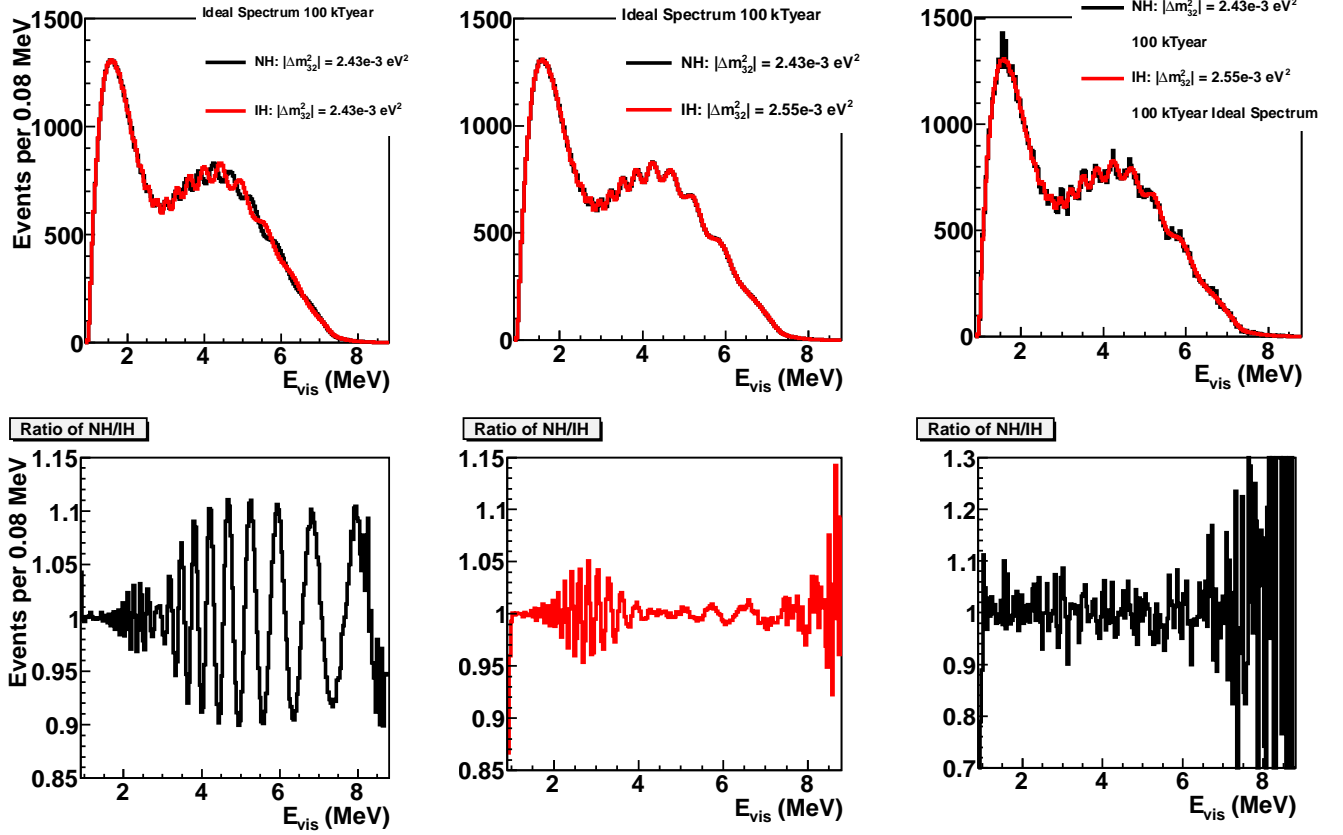 Ideal Spectrum 100 kTyear
NH: |Δm²₃₂| = 2.43e-3 eV²
IH: |Δm²₃₂| = 2.43e-3 eV²
Events per 0.08 MeV
1500
1000
500
0
2 4 6 8
E_vis (MeV)
Ideal Spectrum 100 kTyear
NH: |Δm²₃₂| = 2.43e-3 eV²
IH: |Δm²₃₂| = 2.55e-3 eV²
1500
1000
500
0
2 4 6 8
E_vis (MeV)
NH: |Δm²₃₂| = 2.43e-3 eV²
100 kTyear
IH: |Δm²₃₂| = 2.55e-3 eV²
100 kTyear Ideal Spectrum
1500
1000
500
0
2 4 6 8
E_vis (MeV)
Ratio of NH/IH
Events per 0.08 MeV
1.15
1.1
1.05
1
0.95
0.9
0.85
2 4 6 8
E_vis (MeV)
Ratio of NH/IH
1.15
1.1
1.05
1
0.95
0.9
0.85
2 4 6 8
E_vis (MeV)
Ratio of NH/IH
1.3
1.2
1.1
1
0.9
0.8
0.7
2 4 6 8
E_vis (MeV)